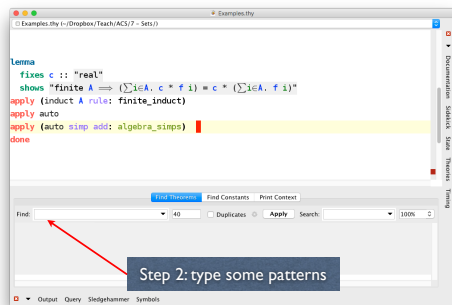 Examples.thy
Examples.thy (~/Dropbox/Teach/ACS/7 - Sets/)
lemma
fixes c :: "real"
shows "finite A ⟹ (∑i∈A. c * f i) = c * (∑i∈A. f i)"
apply (induct A rule: finite_induct)
apply auto
apply (auto simp add: algebra_simps)
done
Documentation
Sidekick
State
Theories
Timing
Find Theorems Find Constants Print Context
Find: 40 Duplicates Apply Search: 100%
Step 2: type some patterns
Output Query Sledgehammer Symbols